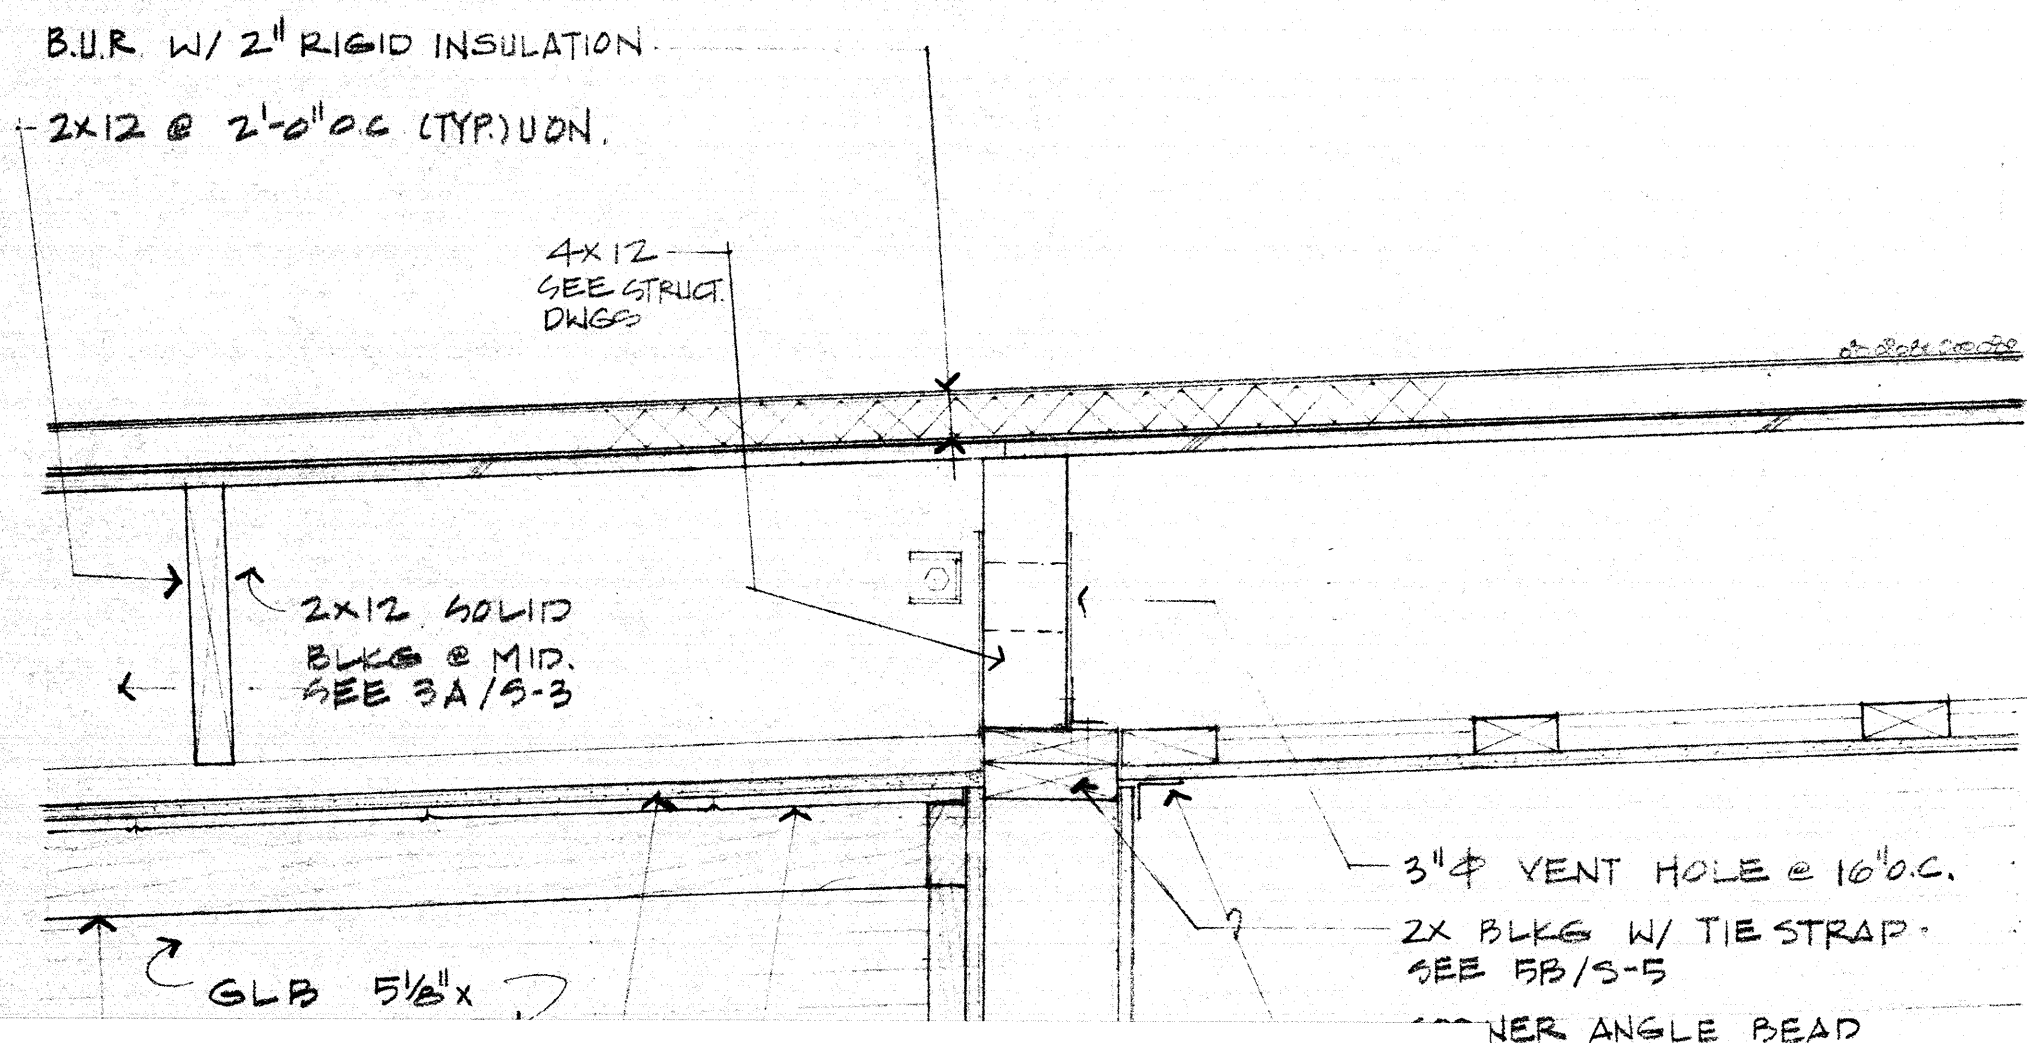 B.U.R. W/ 2" RIGID INSULATION
2X12 @ 2'-0" O.C (TYP.) UON.
4X12
SEE STRUCT.
DWGS
2X12 SOLID
BLKG @ MID.
SEE 3A/S-3
3"φ VENT HOLE @ 16" O.C.
2X BLKG W/ TIE STRAP.
SEE 5B/S-5
GLB 5 1/8" X
ANGLE BEAD